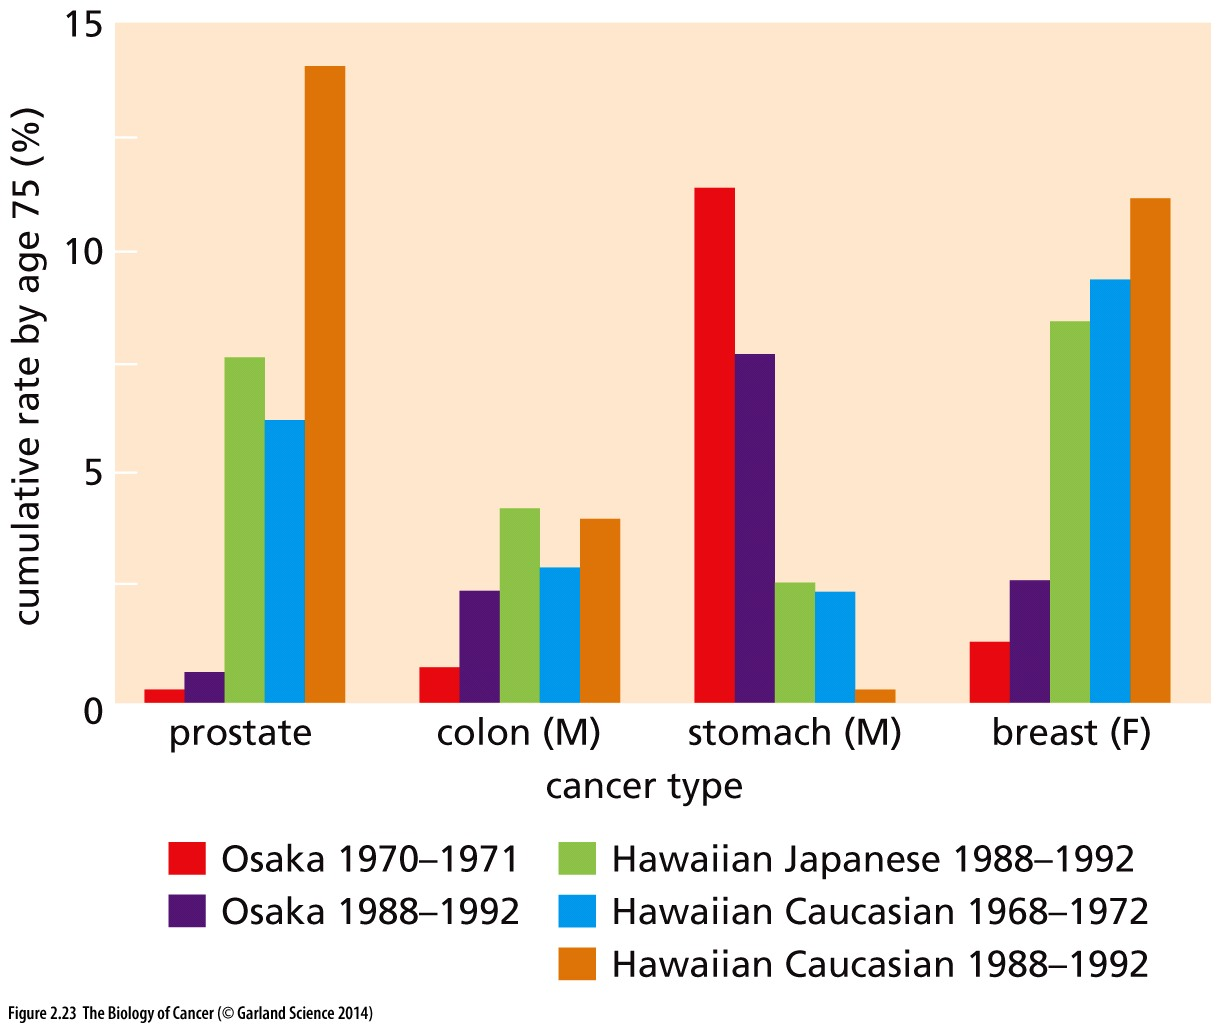 15
10
5
0
cumulative rate by age 75 (%)
prostate
colon (M)
stomach (M)
breast (F)
cancer type
Osaka 1970–1971
Osaka 1988–1992
Hawaiian Japanese 1988–1992
Hawaiian Caucasian 1968–1972
Hawaiian Caucasian 1988–1992
Figure 2.23 The Biology of Cancer (© Garland Science 2014)